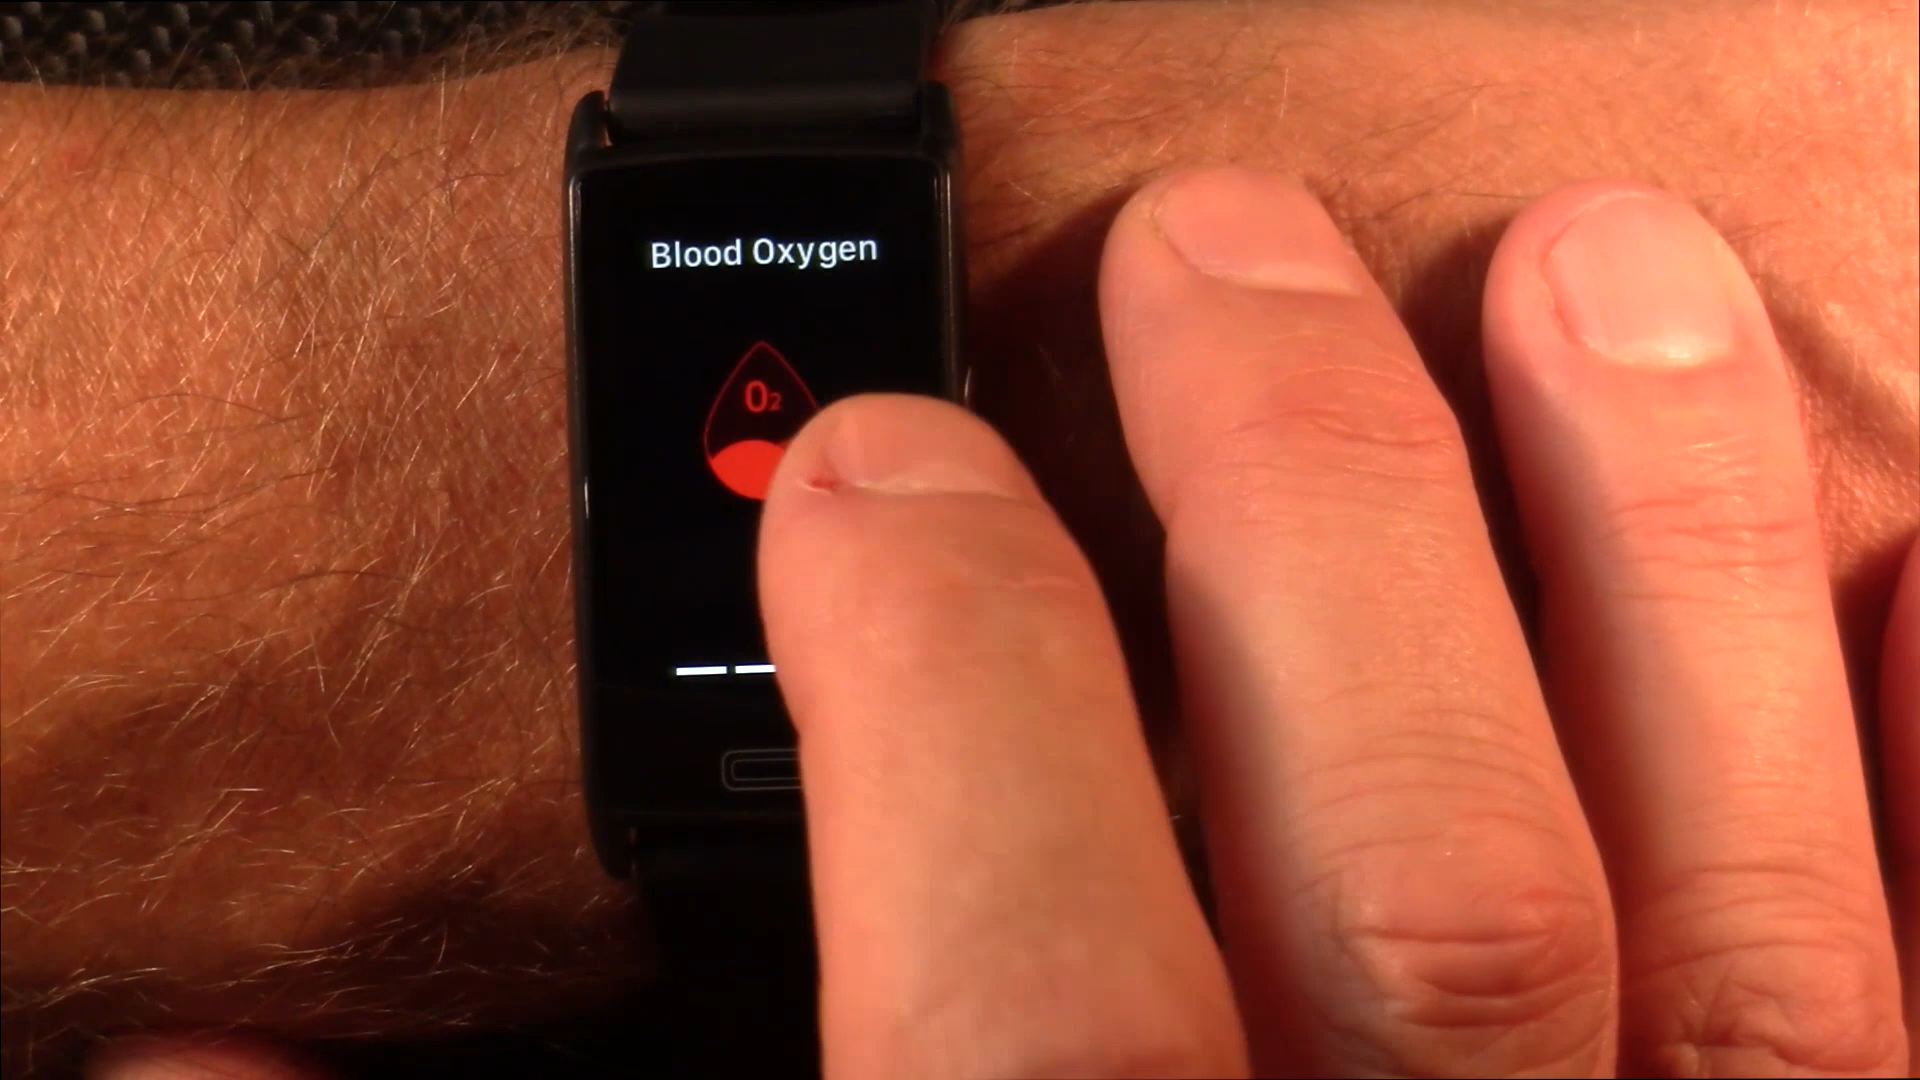 Blood Oxygen
O₂
-- --